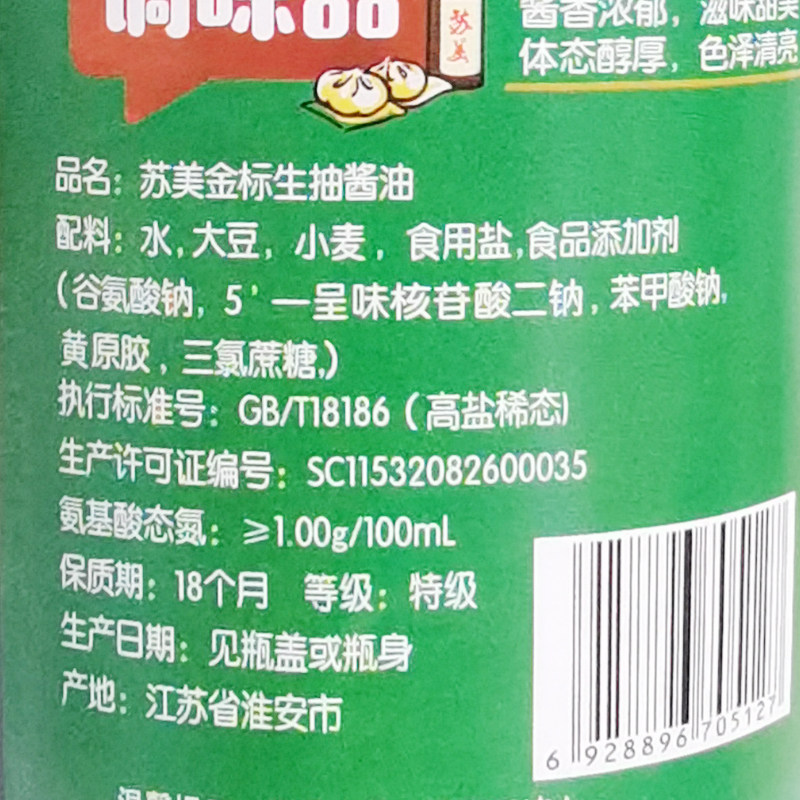 调味品
苏美
酱香浓郁，滋味甜美
体态醇厚，色泽清亮
品名：苏美金标生抽酱油
配料：水,大豆，小麦，食用盐,食品添加剂
(谷氨酸钠，5'一呈味核苷酸二钠,苯甲酸钠,
黄原胶，三氯蔗糖,)
执行标准号：GB/T18186（高盐稀态)
生产许可证编号：SC11532082600035
氨基酸态氮：≥1.00g/100mL
保质期：18个月 等级：特级
生产日期：见瓶盖或瓶身
产地：江苏省淮安市
6 928896 705127